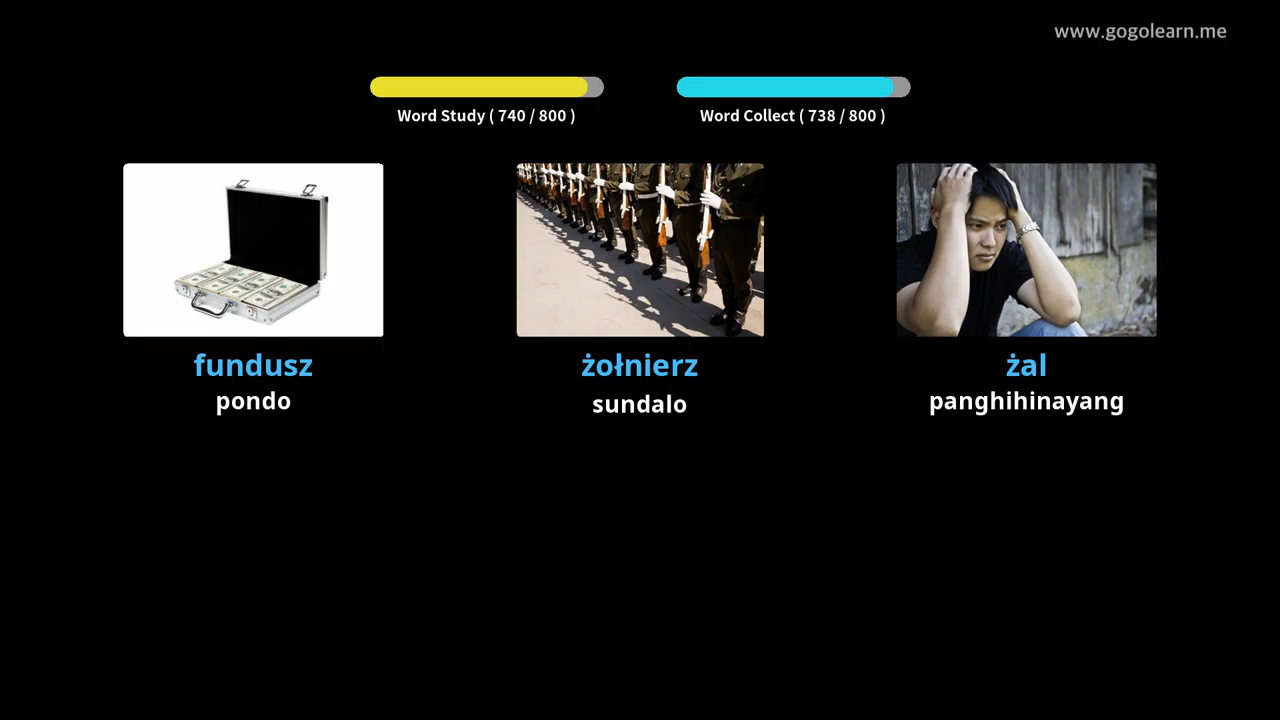 www.gogolearn.me
Word Study ( 740 / 800 )
Word Collect ( 738 / 800 )
fundusz
pondo
żołnierz
sundalo
żal
panghihinayang